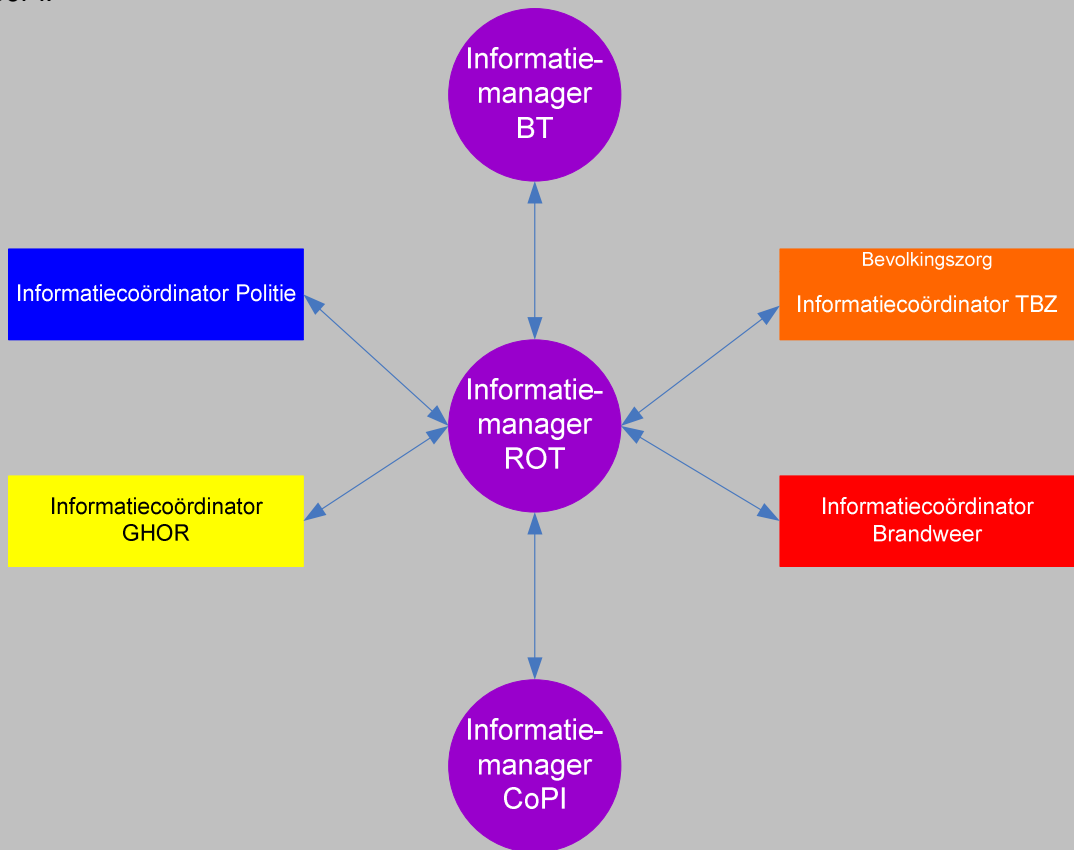 Informatie-
manager
BT
Informatiecoördinator Politie
Bevolkingszorg
Informatiecoördinator TBZ
Informatie-
manager
ROT
Informatiecoördinator
GHOR
Informatiecoördinator
Brandweer
Informatie-
manager
CoPI